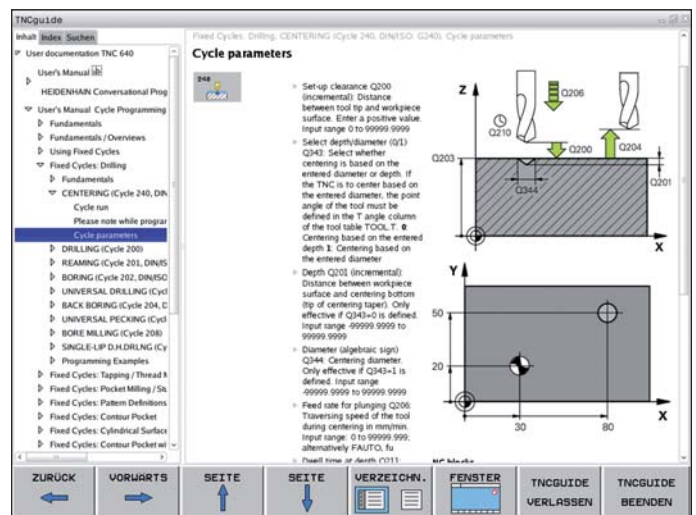 TNCguide
Inhalt Index Suchen
User documentation TNC 640
User's Manual
HEIDENHAIN Conversational Prog
User's Manual Cycle Programming
Fundamentals
Fundamentals / Overviews
Using Fixed Cycles
Fixed Cycles: Drilling
Fundamentals
CENTERING (Cycle 240, DIN
Cycle run
Please note while prograr
Cycle parameters
DRILLING (Cycle 200)
REAMING (Cycle 201, DIN/IS
BORING (Cycle 202, DIN/ISO
UNIVERSAL DRILLING (Cycl
BACK BORING (Cycle 204, D
UNIVERSAL PECKING (Cycl
BORE MILLING (Cycle 208)
SINGLE-LIP D.H.DRLNG (Cy
Programming Examples
Fixed Cycles: Tapping / Thread M
Fixed Cycles: Pocket Milling / Stu
Fixed Cycles: Pattern Definitions
Fixed Cycles: Contour Pocket
Fixed Cycles: Cylindrical Surface
Fixed Cycles: Contour Pocket wi
Fixed Cycles: Drilling, CENTERING (Cycle 240, DIN/ISO: G240), Cycle parameters
Cycle parameters
240
Set-up clearance Q200
(incremental): Distance
between tool tip and workpiece
surface. Enter a positive value.
Input range 0 to 99999.9999
Select depth/diameter (0/1)
Q343: Select whether
centering is based on the
entered diameter or depth. If
the TNC is to center based on
the entered diameter, the point
angle of the tool must be
defined in the T angle column
of the tool table TOOL.T. 0:
Centering based on the entered
depth 1: Centering based on
the entered diameter
Depth Q201 (incremental):
Distance between workpiece
surface and centering bottom
(tip of centering taper). Only
effective if Q343=0 is defined.
Input range -99999.9999 to
99999.9999
Diameter (algebraic sign)
Q344: Centering diameter.
Only effective if Q343=1 is
defined. Input range
-99999.9999 to 99999.9999
Feed rate for plunging Q206:
Traversing speed of the tool
during centering in mm/min.
Input range: 0 to 99999.999;
alternatively FAUTO, fu
Dwell time at depth Q211:
Z
Q206
Q210
Q200
Q204
Q203
Q201
Q344
X
Y
50
20
30
80
X
NC blocks
ZURÜCK
VORWÄRTS
SEITE
SEITE
VERZEICHN.
FENSTER
TNCGUIDE
VERLASSEN
TNCGUIDE
BEENDEN